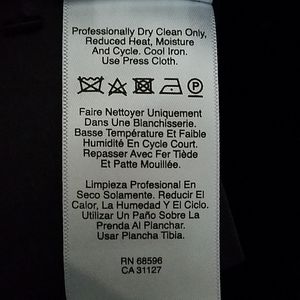 Professionally Dry Clean Only,
Reduced Heat, Moisture
And Cycle. Cool Iron.
Use Press Cloth.
P
Faire Nettoyer Uniquement
Dans Une Blanchisserie.
Basse Température Et Faible
Humidité En Cycle Court.
Repasser Avec Fer Tiède
Et Patte Mouillée.
Limpieza Profesional En
Seco Solamente. Reducir El
Calor, La Humedad Y El Ciclo.
Utilizar Un Paño Sobre La
Prenda Al Planchar.
Usar Plancha Tibia.
RN 68596
CA 31127